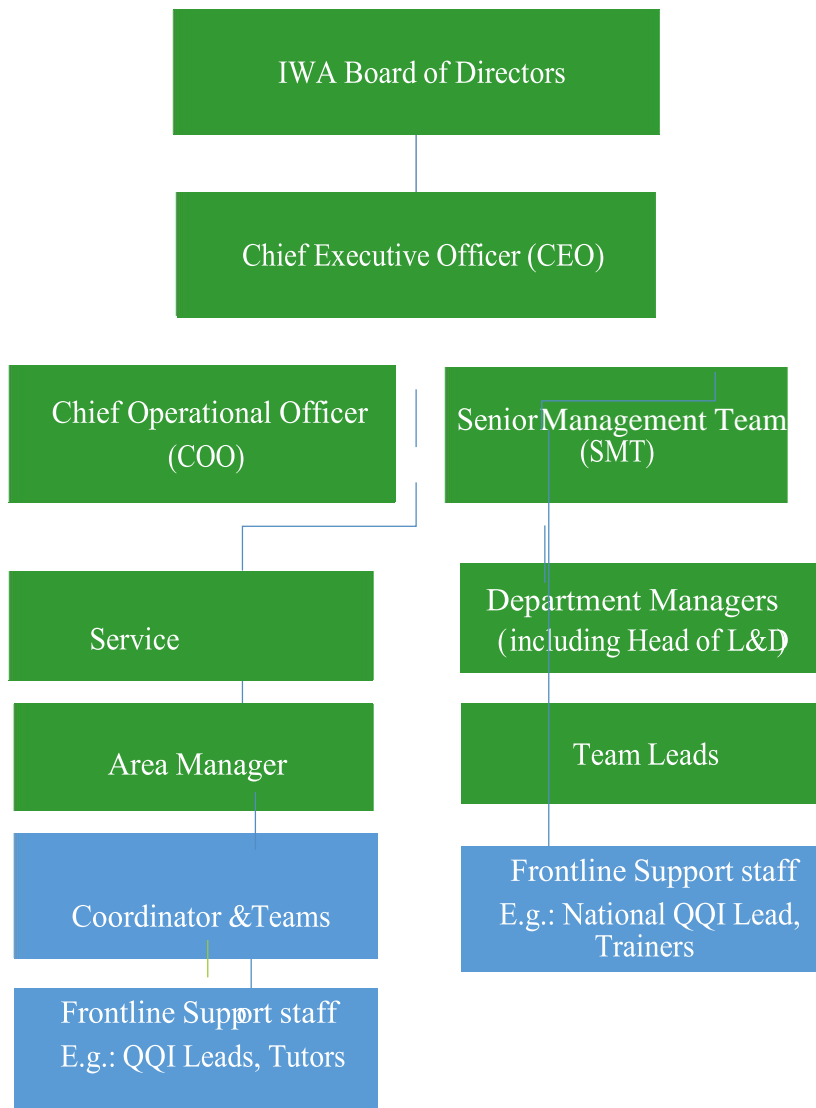 IWA Board of Directors
Chief Executive Officer (CEO)
Chief Operational Officer
(COO)
Senior Management Team
(SMT)
Service
Department Managers
(including Head of L&D)
Area Manager
Team Leads
Coordinator & Teams
Frontline Support staff
E.g.: National QQI Lead,
Trainers
Frontline Support staff
E.g.: QQI Leads, Tutors